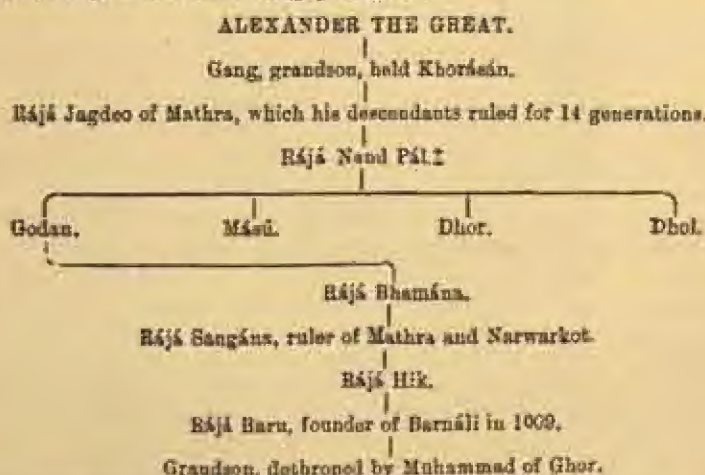 ALEXANDER THE GREAT.
Gang, grandson, held Khorásán.
Rájá Jagdeo of Mathra, which his descendants ruled for 14 generations.
Rájá Nand Pál.‡
Godan. Mású. Dhor. Dhol.
Rájá Bhamána.
Rájá Sangáns, ruler of Mathra and Narwarkot.
Rájá Hik.
Rájá Baru, founder of Barnáli in 1009.
Grandson, dethroned by Muhammad of Ghor.